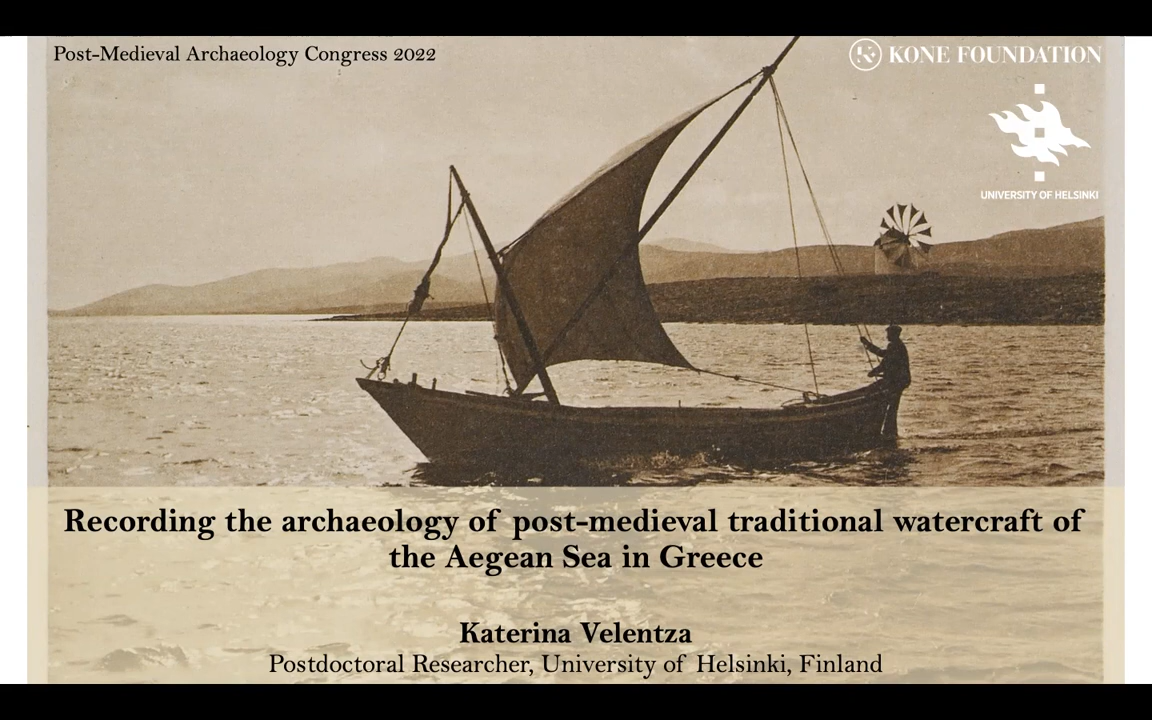 Post-Medieval Archaeology Congress 2022
KONE FOUNDATION
UNIVERSITY OF HELSINKI
Recording the archaeology of post-medieval traditional watercraft of
the Aegean Sea in Greece
Katerina Velentza
Postdoctoral Researcher, University of Helsinki, Finland